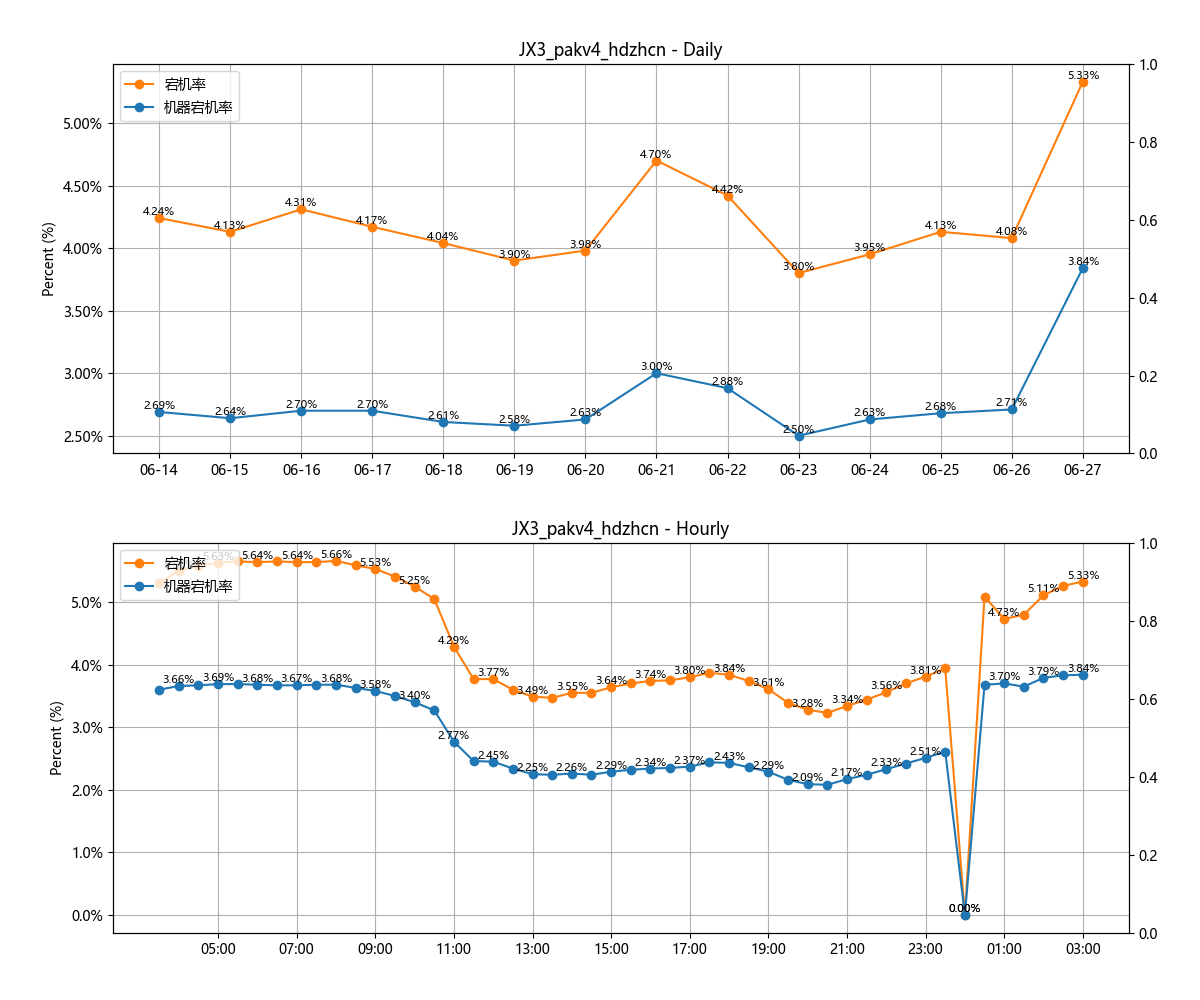 JX3_pakv4_hdzhcn - Daily
宕机率
机器宕机率
Percent (%)
5.00%
4.50%
4.00%
3.50%
3.00%
2.50%
1.0
0.8
0.6
0.4
0.2
0.0
4.24% 4.13% 4.31% 4.17% 4.04% 3.90% 3.98% 4.70% 4.42% 3.80% 3.95% 4.13% 4.08% 5.33%
2.69% 2.64% 2.70% 2.70% 2.61% 2.58% 2.63% 3.00% 2.88% 2.50% 2.63% 2.68% 2.71% 3.84%
06-14 06-15 06-16 06-17 06-18 06-19 06-20 06-21 06-22 06-23 06-24 06-25 06-26 06-27
JX3_pakv4_hdzhcn - Hourly
宕机率
机器宕机率
Percent (%)
5.0%
4.0%
3.0%
2.0%
1.0%
0.0%
1.0
0.8
0.6
0.4
0.2
0.0
5.63% 5.64% 5.64% 5.66% 5.53% 5.25% 4.29% 3.77% 3.49% 3.55% 3.64% 3.74% 3.80% 3.84% 3.61% 3.28% 3.34% 3.56% 3.81% 0.00% 4.73% 5.11% 5.33%
3.66% 3.69% 3.68% 3.67% 3.68% 3.58% 3.40% 2.77% 2.45% 2.25% 2.26% 2.29% 2.34% 2.37% 2.43% 2.29% 2.09% 2.17% 2.33% 2.51% 0.00% 3.70% 3.79% 3.84%
05:00 07:00 09:00 11:00 13:00 15:00 17:00 19:00 21:00 23:00 01:00 03:00